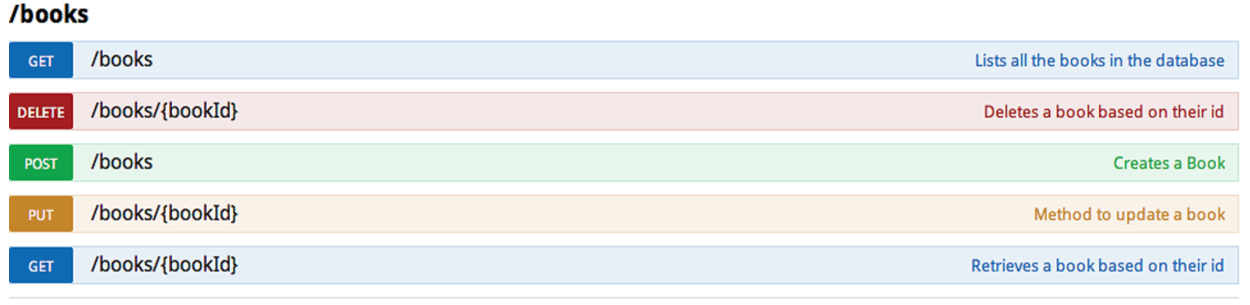 /books
GET /books Lists all the books in the database
DELETE /books/{bookId} Deletes a book based on their id
POST /books Creates a Book
PUT /books/{bookId} Method to update a book
GET /books/{bookId} Retrieves a book based on their id